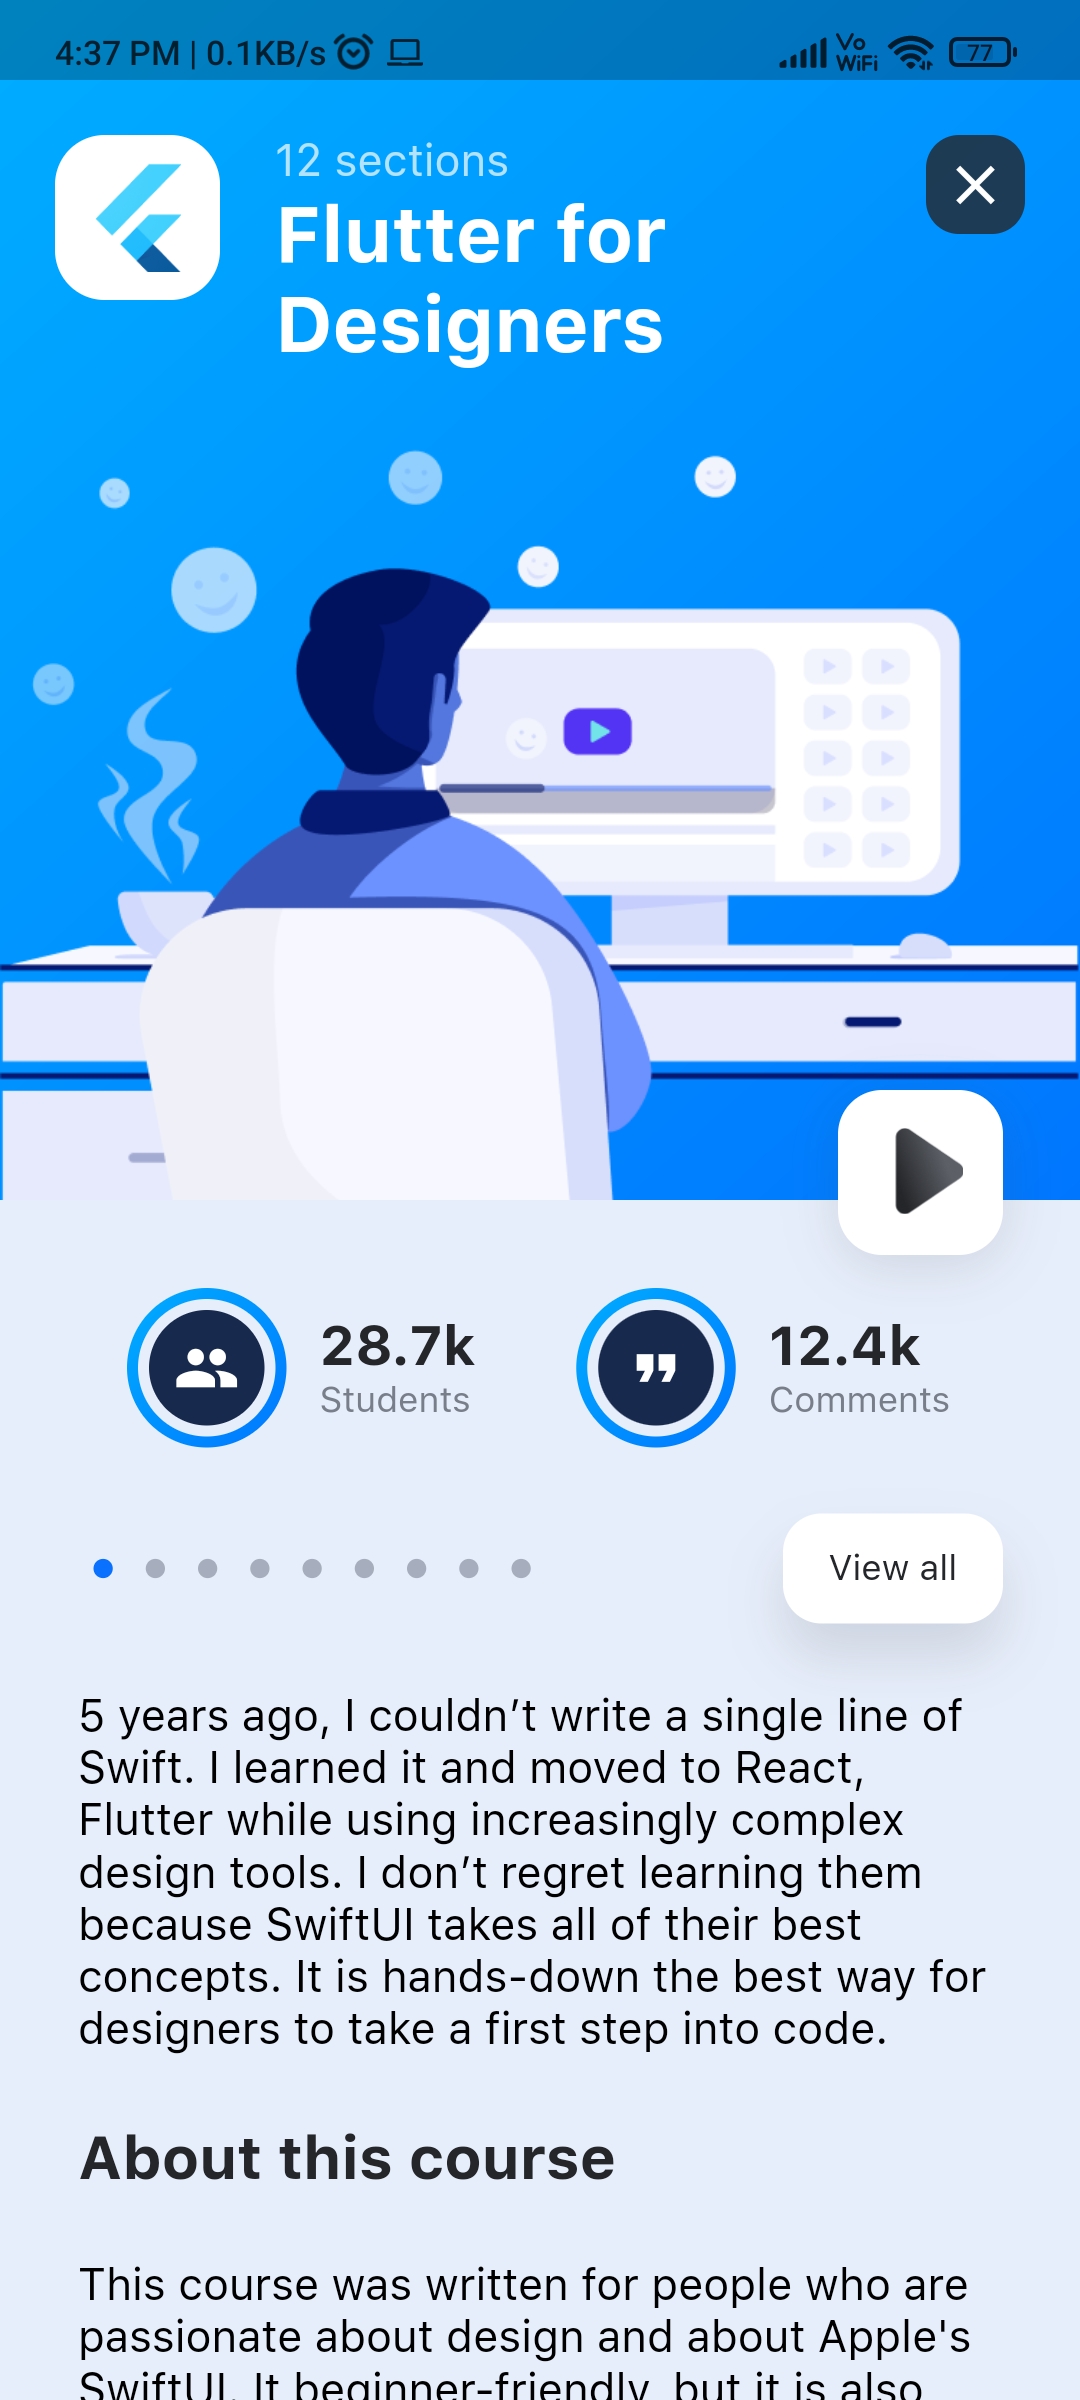 4:37 PM | 0.1KB/s
Vo
WiFi
77
12 sections
Flutter for
Designers
28.7k
Students
12.4k
Comments
View all
5 years ago, I couldn’t write a single line of
Swift. I learned it and moved to React,
Flutter while using increasingly complex
design tools. I don’t regret learning them
because SwiftUI takes all of their best
concepts. It is hands-down the best way for
designers to take a first step into code.
About this course
This course was written for people who are
passionate about design and about Apple's
SwiftUI. It beginner-friendly, but it is also